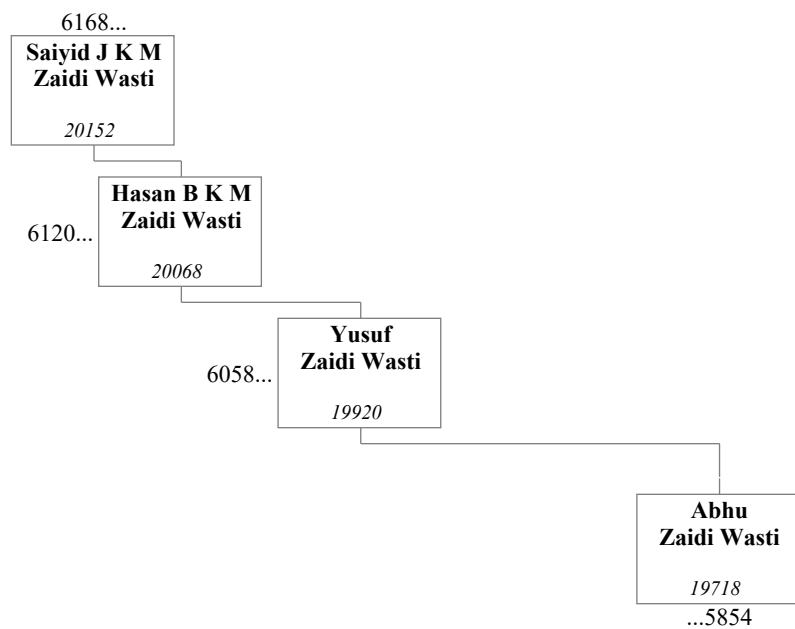 6168...
Saiyid J K M
Zaidi Wasti
20152
Hasan B K M
Zaidi Wasti
6120...
20068
Yusuf
Zaidi Wasti
6058...
19920
Abhu
Zaidi Wasti
19718
...5854